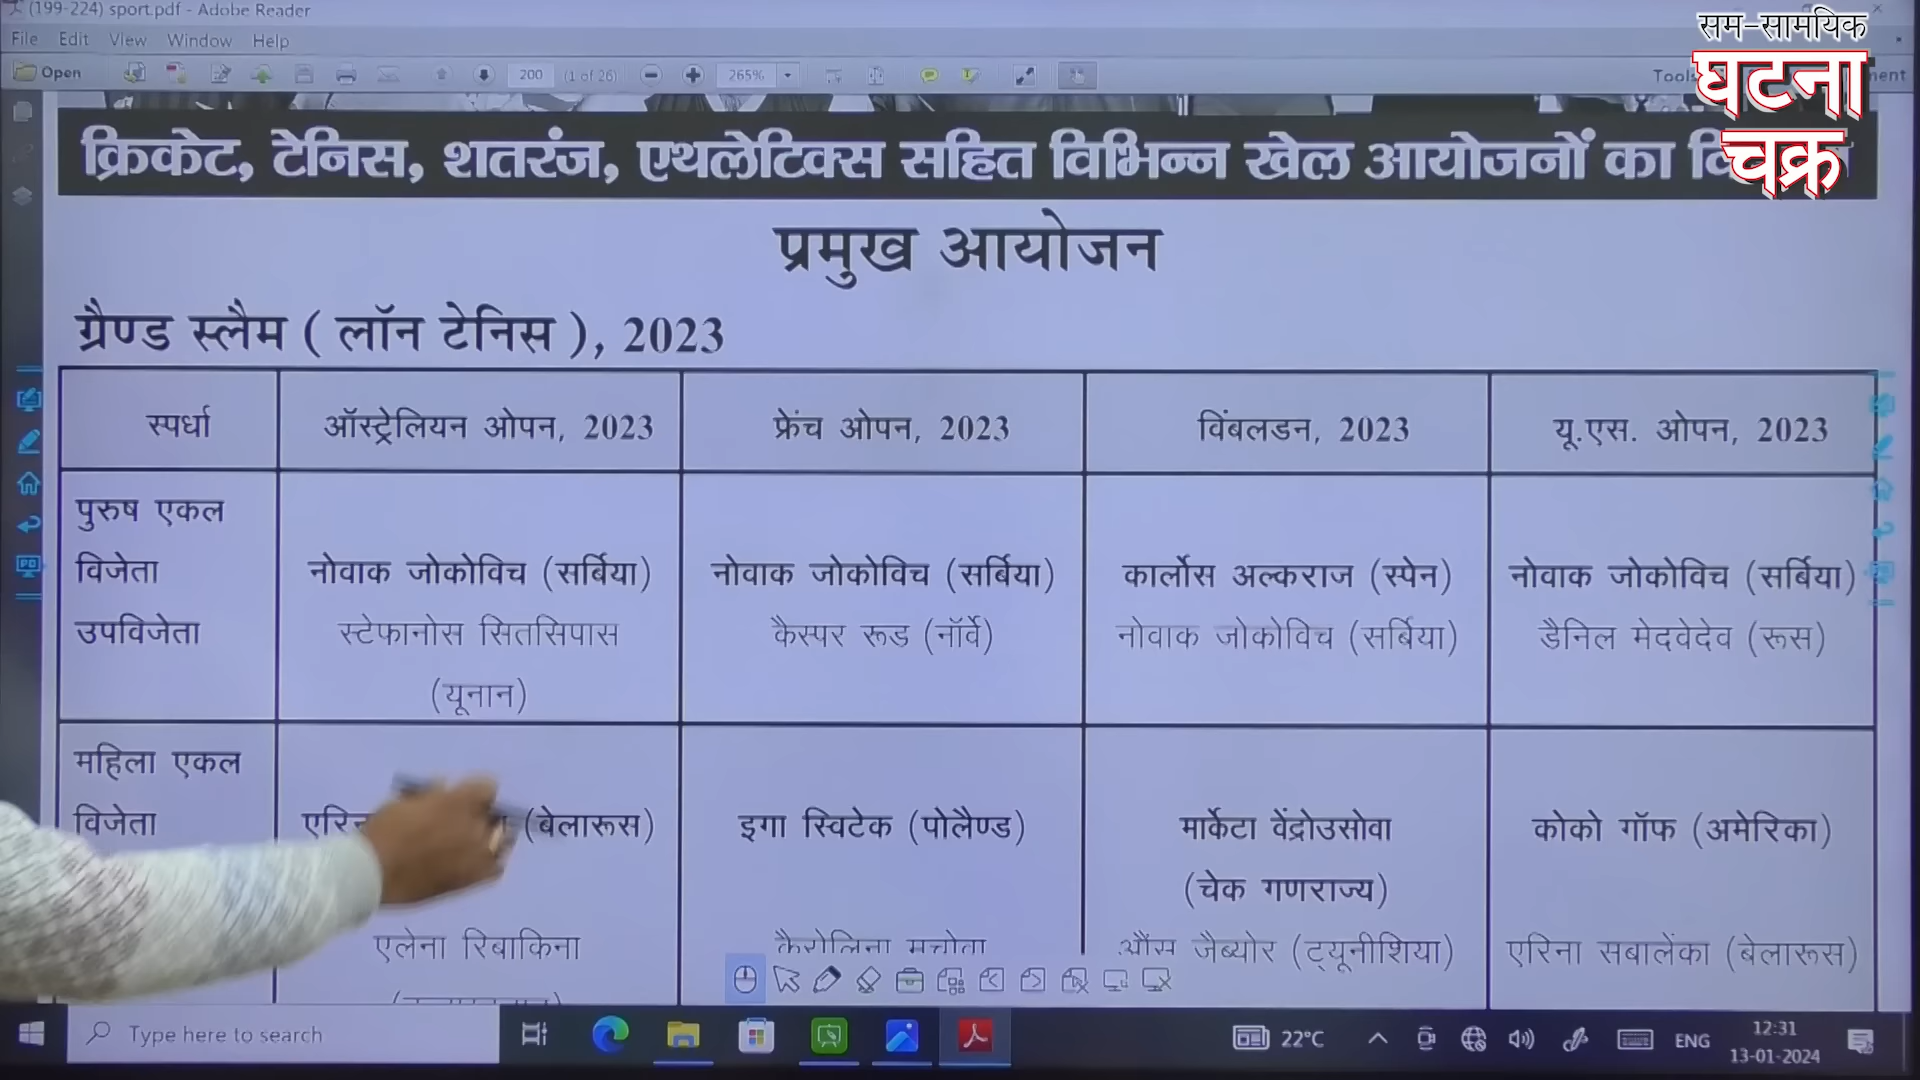 (199-224) sport.pdf - Adobe Reader
File Edit View Window Help
Open 200 (1 of 26) 265% Tools
सम-सामयिक
घटना
चक्र
क्रिकेट, टेनिस, शतरंज, एथलेटिक्स सहित विभिन्न खेल आयोजनों का
प्रमुख आयोजन
ग्रैण्ड स्लैम ( लॉन टेनिस ), 2023
स्पर्धा ऑस्ट्रेलियन ओपन, 2023 फ्रेंच ओपन, 2023 विंबलडन, 2023 यू.एस. ओपन, 2023
पुरुष एकल
विजेता नोवाक जोकोविच (सर्बिया) नोवाक जोकोविच (सर्बिया) कार्लोस अल्कराज (स्पेन) नोवाक जोकोविच (सर्बिया)
उपविजेता स्टेफानोस सितसिपास कैस्पर रूड (नॉर्वे) नोवाक जोकोविच (सर्बिया) डैनिल मेदवेदेव (रूस)
(यूनान)
महिला एकल
विजेता (बेलारूस) इगा स्विटेक (पोलैण्ड) मार्केटा वेंद्रोउसोवा कोको गॉफ (अमेरिका)
(चेक गणराज्य)
एलेना रिबाकिना कैरोलिना मुचोवा जैब्योर (ट्यूनीशिया) एरिना सबालेंका (बेलारूस)
Type here to search
22°C ENG 12:31
13-01-2024